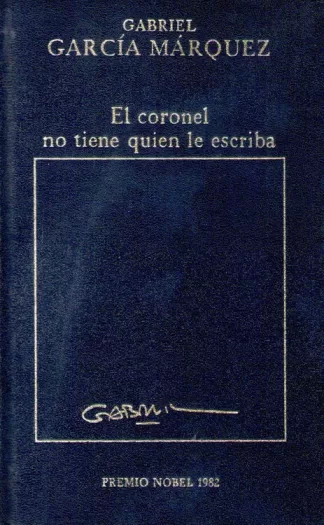 GABRIEL
GARCÍA MÁRQUEZ
El coronel
no tiene quien le escriba
PREMIO NOBEL 1982